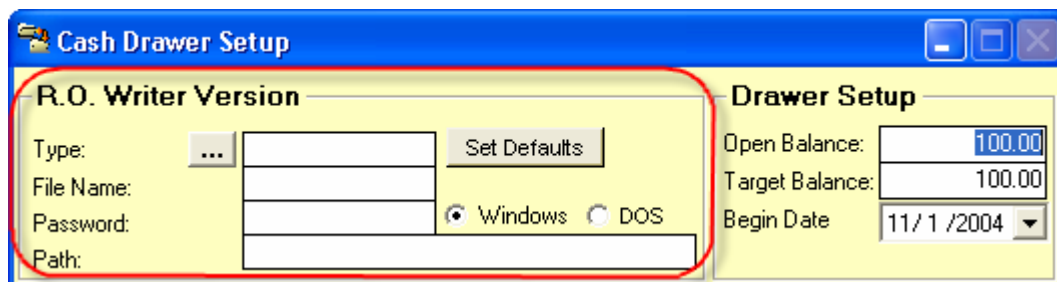 Cash Drawer Setup
R.O. Writer Version
Type: ... Set Defaults
File Name:
Password: Windows DOS
Path:
Drawer Setup
Open Balance: 100.00
Target Balance: 100.00
Begin Date 11/ 1 /2004